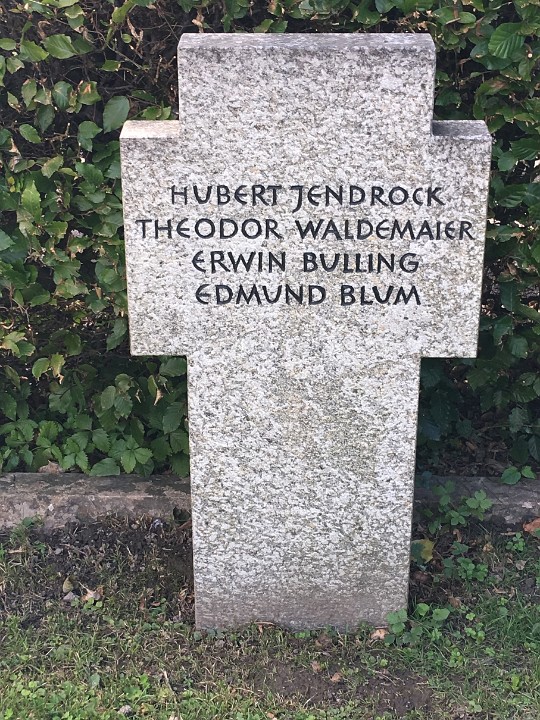 HUBERT JENDROCK
THEODOR WALDEMAIER
ERWIN BULLING
EDMUND BLUM